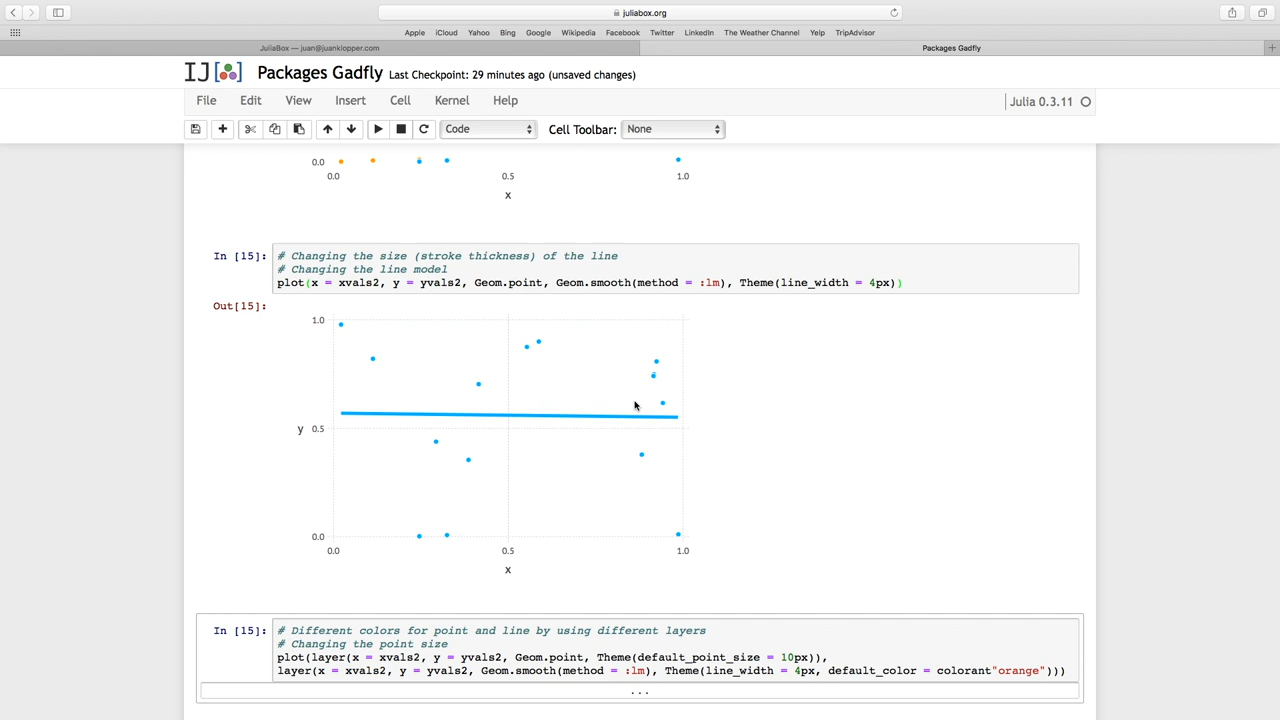 juliabox.org
Apple iCloud Yahoo Bing Google Wikipedia Facebook Twitter LinkedIn The Weather Channel Yelp TripAdvisor
JuliaBox — juan@juanklopper.com
Packages Gadfly
IJ[ ] Packages Gadfly Last Checkpoint: 29 minutes ago (unsaved changes)
File Edit View Insert Cell Kernel Help Julia 0.3.11
Code Cell Toolbar: None
0.0
0.0 0.5 1.0
x
In [15]: # Changing the size (stroke thickness) of the line
# Changing the line model
plot(x = xvals2, y = yvals2, Geom.point, Geom.smooth(method = :lm), Theme(line_width = 4px))
Out[15]:
1.0
y 0.5
0.0
0.0 0.5 1.0
x
In [15]: # Different colors for point and line by using different layers
# Changing the point size
plot(layer(x = xvals2, y = yvals2, Geom.point, Theme(default_point_size = 10px)),
layer(x = xvals2, y = yvals2, Geom.smooth(method = :lm), Theme(line_width = 4px, default_color = colorant"orange")))
...